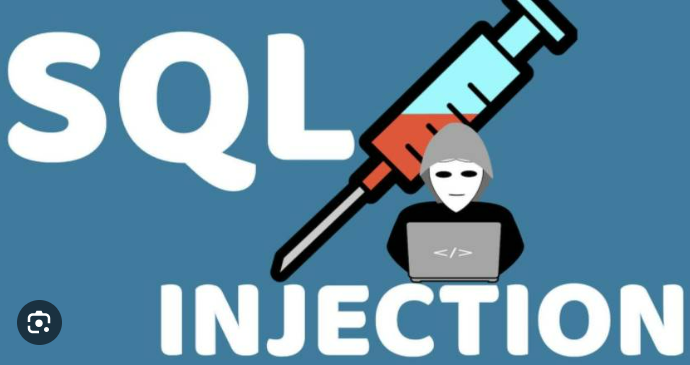 SQL
</>
INJECTION